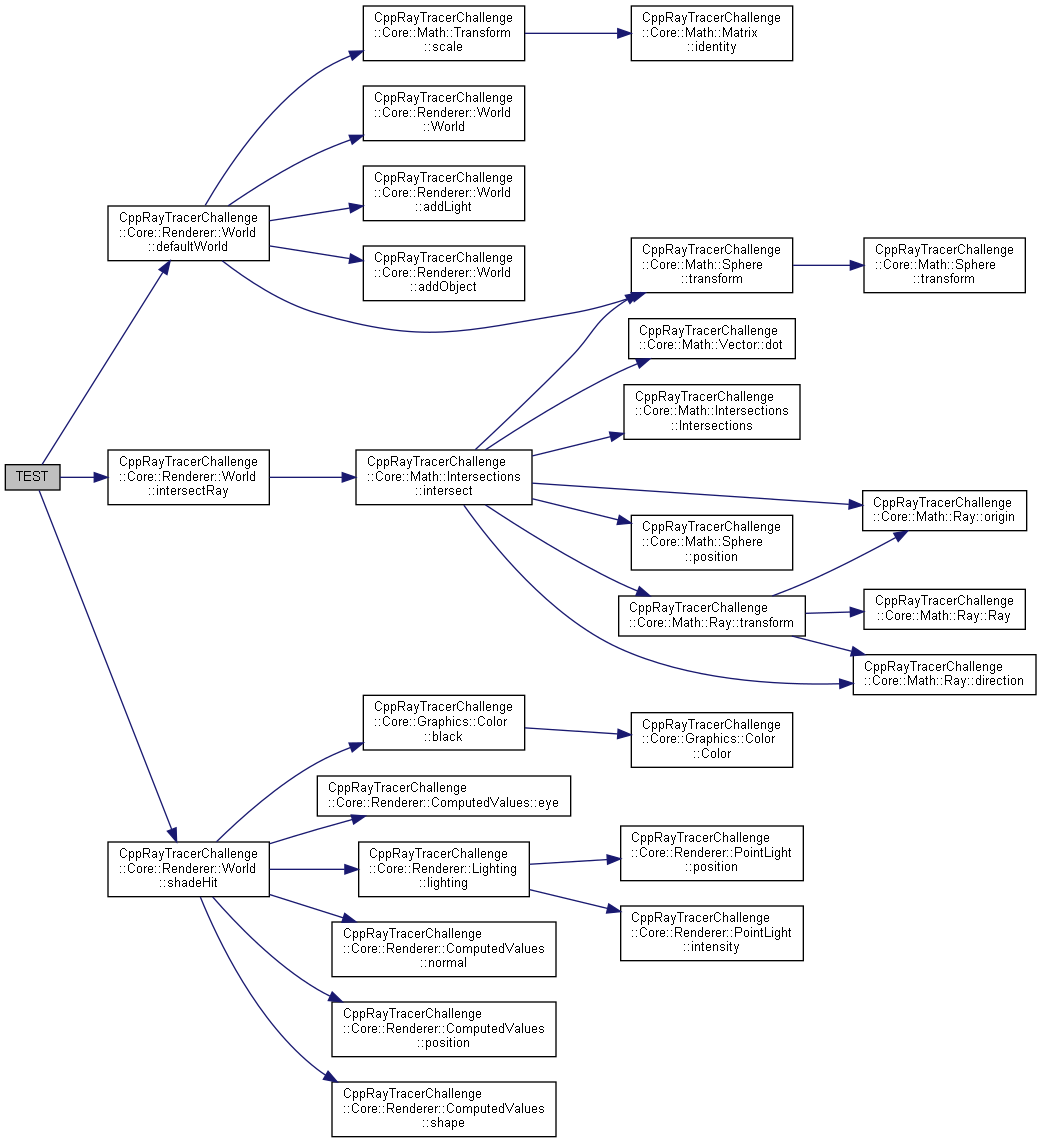 CppRayTracerChallenge
::Core::Math::Transform
::scale
CppRayTracerChallenge
::Core::Math::Matrix
::identity
CppRayTracerChallenge
::Core::Renderer::World
::World
CppRayTracerChallenge
::Core::Renderer::World
::addLight
CppRayTracerChallenge
::Core::Renderer::World
::defaultWorld
CppRayTracerChallenge
::Core::Renderer::World
::addObject
CppRayTracerChallenge
::Core::Math::Sphere
::transform
CppRayTracerChallenge
::Core::Math::Sphere
::transform
CppRayTracerChallenge
::Core::Math::Vector::dot
CppRayTracerChallenge
::Core::Math::Intersections
::Intersections
TEST
CppRayTracerChallenge
::Core::Renderer::World
::intersectRay
CppRayTracerChallenge
::Core::Math::Intersections
::intersect
CppRayTracerChallenge
::Core::Math::Ray::origin
CppRayTracerChallenge
::Core::Math::Sphere
::position
CppRayTracerChallenge
::Core::Math::Ray::transform
CppRayTracerChallenge
::Core::Math::Ray::Ray
CppRayTracerChallenge
::Core::Math::Ray::direction
CppRayTracerChallenge
::Core::Graphics::Color
::black
CppRayTracerChallenge
::Core::Graphics::Color
::Color
CppRayTracerChallenge
::Core::Renderer::ComputedValues::eye
CppRayTracerChallenge
::Core::Renderer::World
::shadeHit
CppRayTracerChallenge
::Core::Renderer::Lighting
::lighting
CppRayTracerChallenge
::Core::Renderer::PointLight
::position
CppRayTracerChallenge
::Core::Renderer::PointLight
::intensity
CppRayTracerChallenge
::Core::Renderer::ComputedValues
::normal
CppRayTracerChallenge
::Core::Renderer::ComputedValues
::position
CppRayTracerChallenge
::Core::Renderer::ComputedValues
::shape